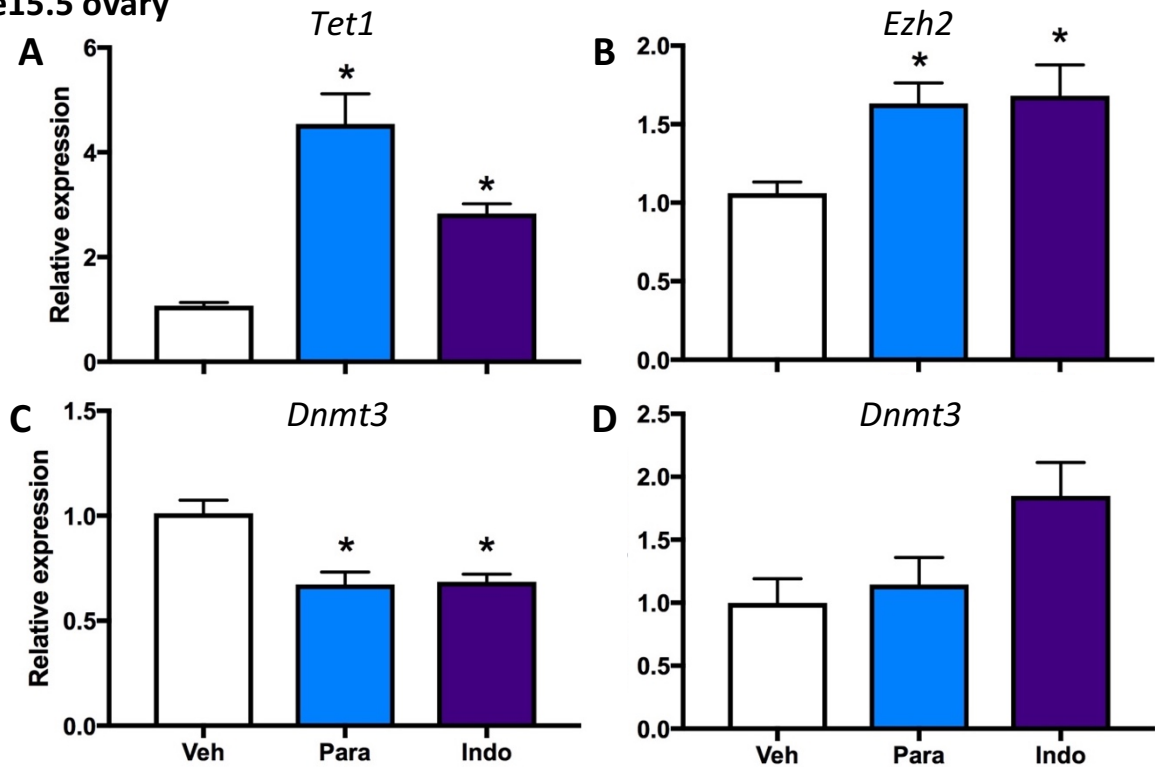 e15.5 ovary
A
Tet1
Relative expression
6
4
2
0
*
*
B
Ezh2
2.0
1.5
1.0
0.5
0.0
*
*
C
Dnmt3
Relative expression
1.5
1.0
0.5
0.0
*
*
Veh Para Indo
D
Dnmt3
2.5
2.0
1.5
1.0
0.5
0.0
Veh Para Indo